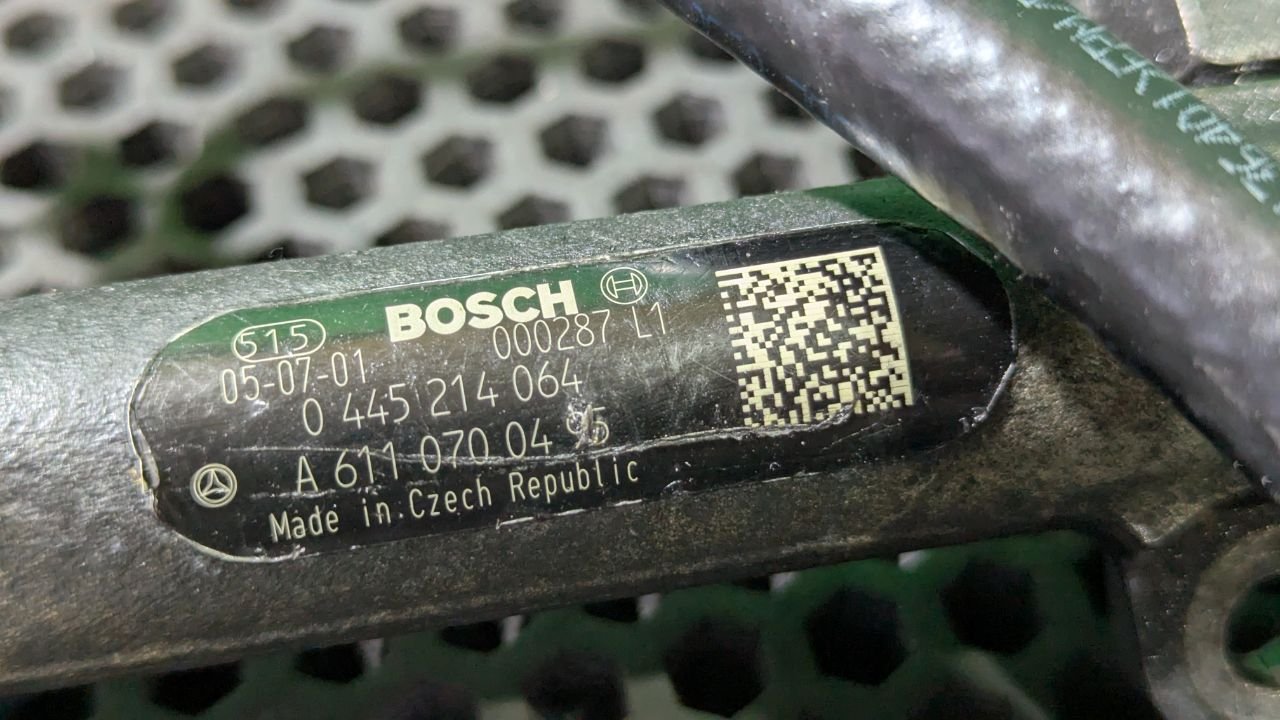 BOSCH
515
000287 L1
05-07-01
0 445 214 064
A 611 070 04 95
Made in Czech Republic